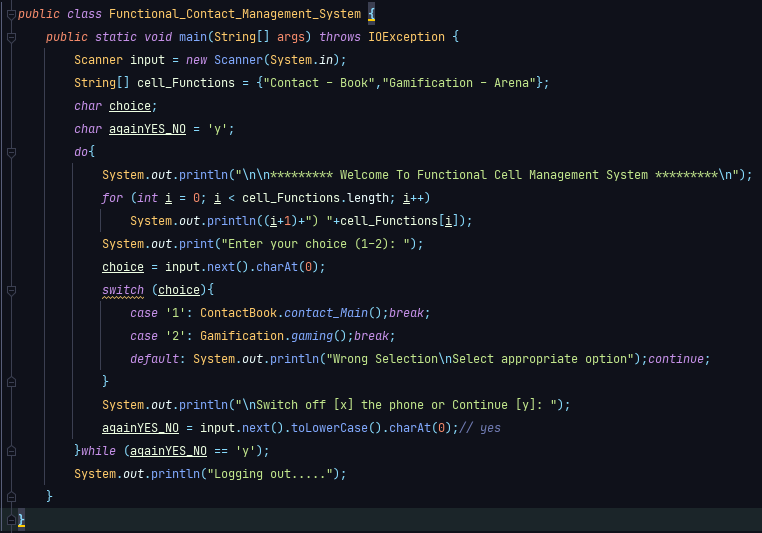 public class Functional_Contact_Management_System {
public static void main(String[] args) throws IOException {
Scanner input = new Scanner(System.in);
String[] cell_Functions = {"Contact - Book","Gamification - Arena"};
char choice;
char againYES_NO = 'y';
do{
System.out.println("\n\n********* Welcome To Functional Cell Management System *********\n");
for (int i = 0; i < cell_Functions.length; i++)
System.out.println((i+1)+") "+cell_Functions[i]);
System.out.print("Enter your choice (1-2): ");
choice = input.next().charAt(0);
switch (choice){
case '1': ContactBook.contact_Main();break;
case '2': Gamification.gaming();break;
default: System.out.println("Wrong Selection\nSelect appropriate option");continue;
}
System.out.println("\nSwitch off [x] the phone or Continue [y]: ");
againYES_NO = input.next().toLowerCase().charAt(0);// yes
}while (againYES_NO == 'y');
System.out.println("Logging out.....");
}
}